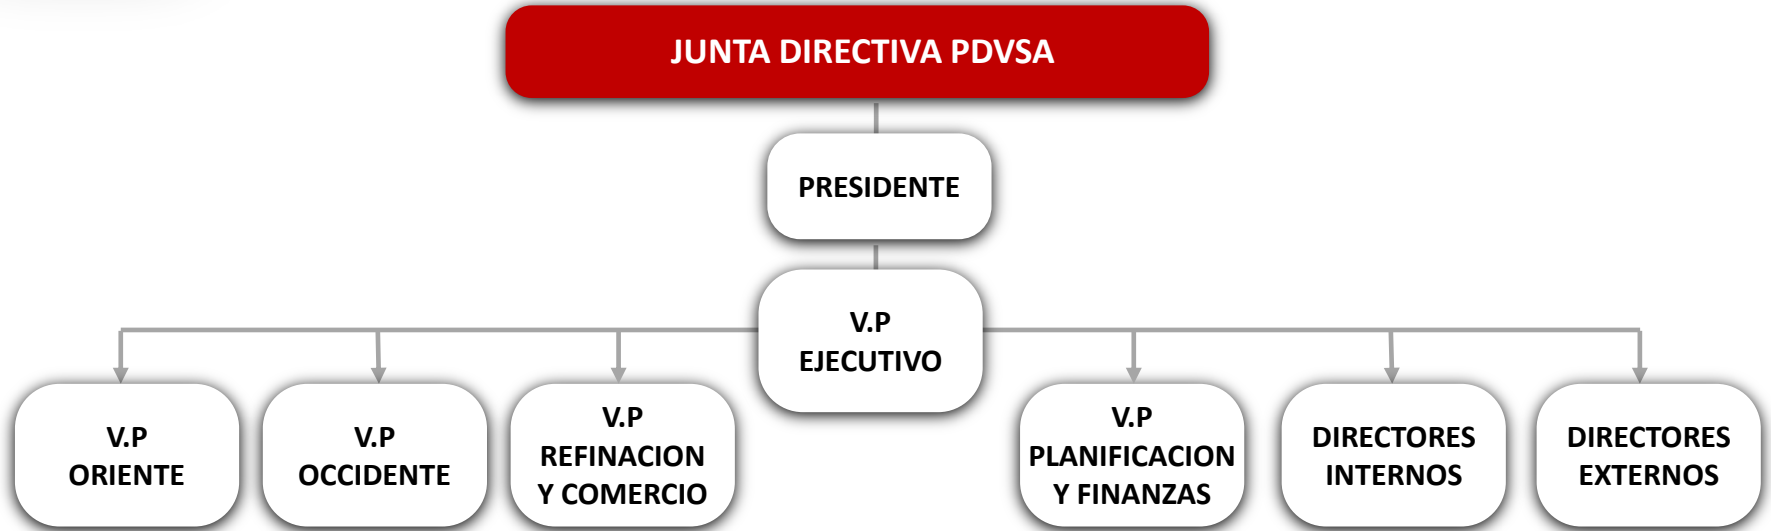 JUNTA DIRECTIVA PDVSA
PRESIDENTE
V.P
EJECUTIVO
V.P
ORIENTE
V.P
OCCIDENTE
V.P
REFINACION
Y COMERCIO
V.P
PLANIFICACION
Y FINANZAS
DIRECTORES
INTERNOS
DIRECTORES
EXTERNOS